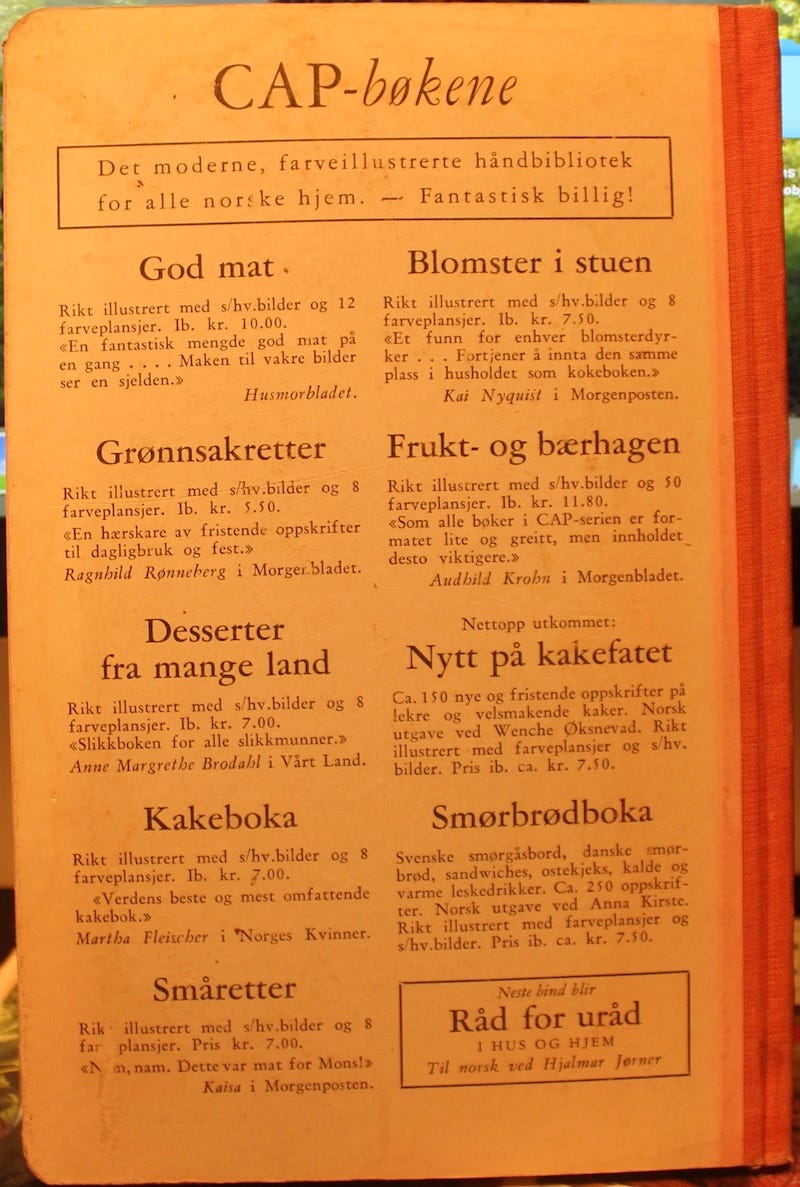 CAP-bøkene
Det moderne, farveillustrerte håndbibliotek
for alle norske hjem. — Fantastisk billig!
God mat
Rikt illustrert med s/hv.bilder og 12
farveplansjer. Ib. kr. 10.00.
«En fantastisk mengde god mat på
en gang . . . . Maken til vakre bilder
ser en sjelden.»
Husmorbladet.
Grønnsakretter
Rikt illustrert med s/hv.bilder og 8
farveplansjer. Ib. kr. 5.50.
«En hærskare av fristende oppskrifter
til dagligbruk og fest.»
Ragnhild Rønneberg i Morgenbladet.
Desserter
fra mange land
Rikt illustrert med s/hv.bilder og 8
farveplansjer. Ib. kr. 7.00.
«Slikkboken for alle slikkmunner.»
Anne Margrethe Brodahl i Vårt Land.
Kakeboka
Rikt illustrert med s/hv.bilder og 8
farveplansjer. Ib. kr. 7.00.
«Verdens beste og mest omfattende
kakebok.»
Martha Fleischer i Norges Kvinner.
Småretter
Rik illustrert med s/hv.bilder og 8
far plansjer. Pris kr. 7.00.
«N m, nam. Dette var mat for Mons!»
Kaisa i Morgenposten.
Blomster i stuen
Rikt illustrert med s/hv.bilder og 8
farveplansjer. Ib. kr. 7.50.
«Et funn for enhver blomsterdyr-
ker . . . Fortjener å innta den samme
plass i husholdet som kokeboken.»
Kai Nyquist i Morgenposten.
Frukt- og bærhagen
Rikt illustrert med s/hv.bilder og 50
farveplansjer. Ib. kr. 11.80.
«Som alle bøker i CAP-serien er for-
matet lite og greitt, men innholdet
desto viktigere.»
Audhild Krohn i Morgenbladet.
Nettopp utkommet:
Nytt på kakefatet
Ca. 150 nye og fristende oppskrifter på
lekre og velsmakende kaker. Norsk
utgave ved Wenche Øksnevad. Rikt
illustrert med farveplansjer og s/hv.
bilder. Pris ib. ca. kr. 7.50.
Smørbrødboka
Svenske smørgåsbord, danske smør-
brød, sandwiches, ostekjeks, kalde og
varme leskedrikker. Ca. 250 oppskrif-
ter. Norsk utgave ved Anna Kirste.
Rikt illustrert med farveplansjer og
s/hv.bilder. Pris ib. ca. kr. 7.50.
Neste bind blir
Råd for uråd
I HUS OG HJEM
Til norsk ved Hjalmar Jørner